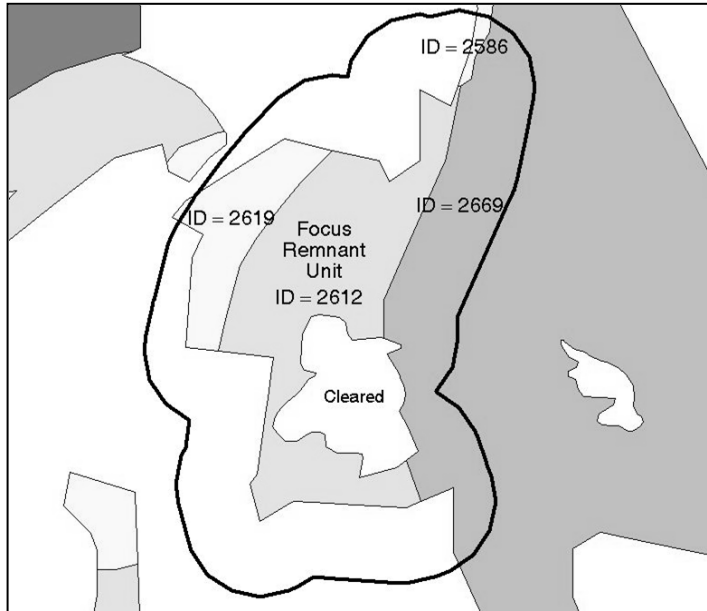 ID = 2586
ID = 2619
ID = 2669
Focus
Remnant
Unit
ID = 2612
Cleared